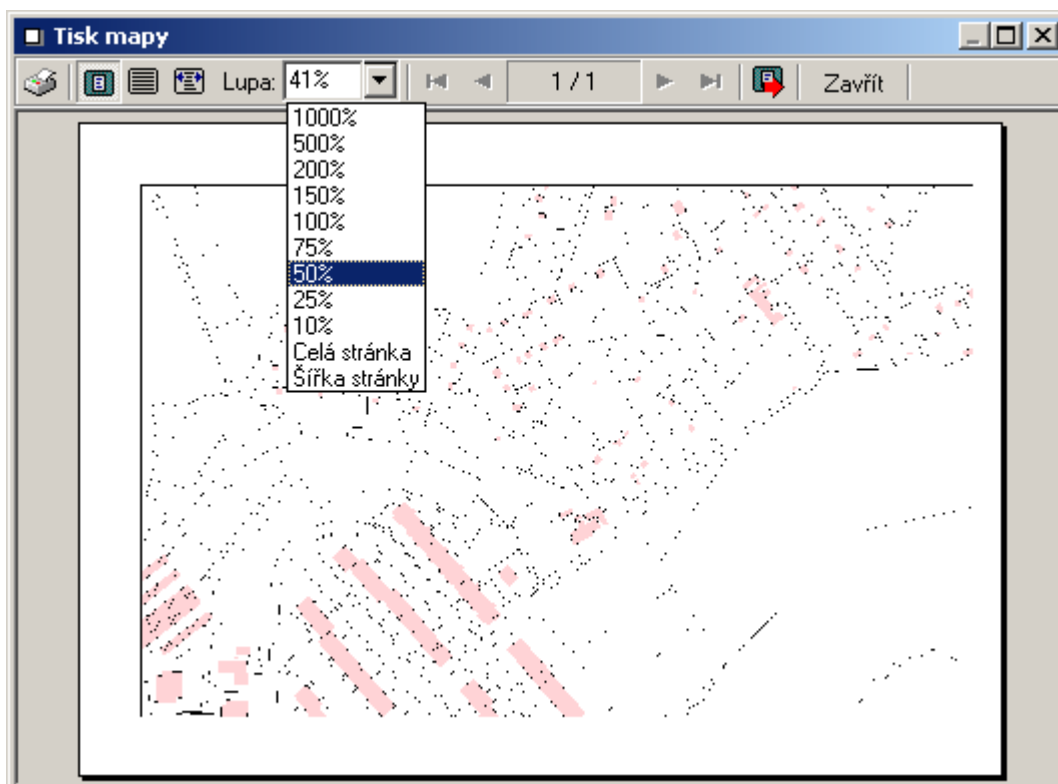 Tisk mapy
Lupa: 41% 1 / 1 Zavřít
1000%
500%
200%
150%
100%
75%
50%
25%
10%
Celá stránka
Šířka stránky